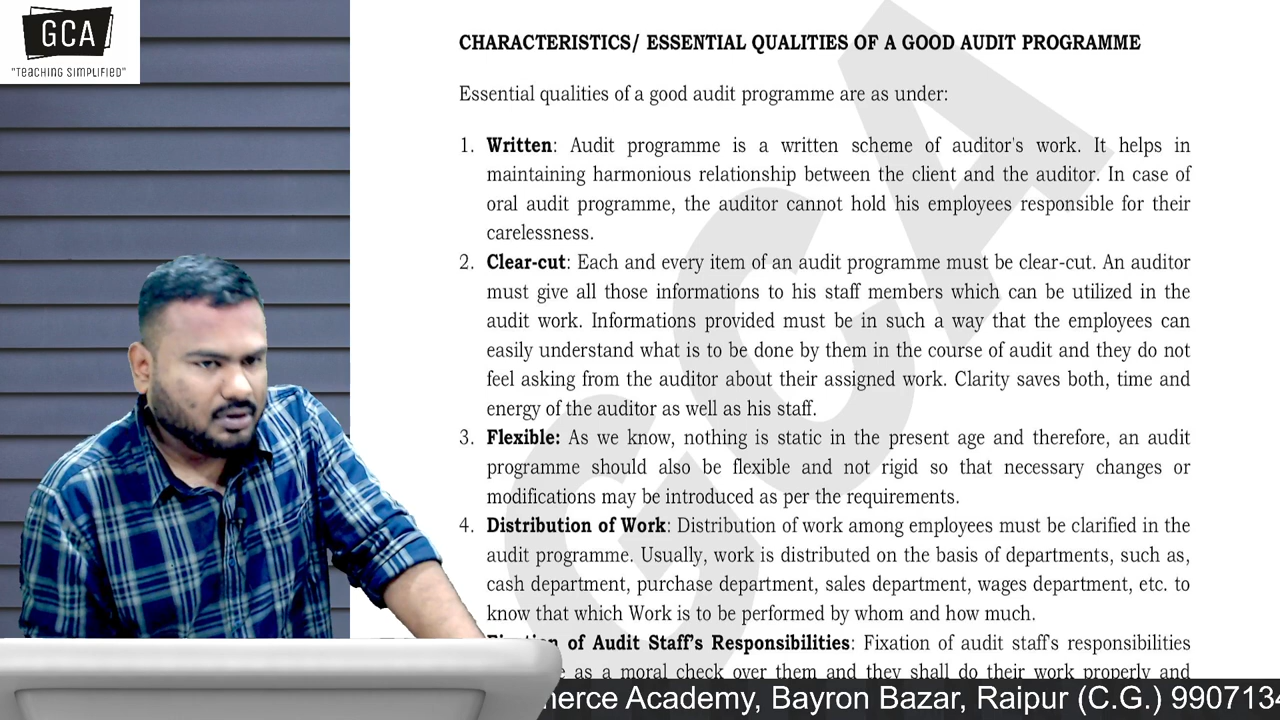 GCA
"TEACHING SIMPLIFIED"
CHARACTERISTICS/ ESSENTIAL QUALITIES OF A GOOD AUDIT PROGRAMME
Essential qualities of a good audit programme are as under:
1. Written: Audit programme is a written scheme of auditor's work. It helps in
maintaining harmonious relationship between the client and the auditor. In case of
oral audit programme, the auditor cannot hold his employees responsible for their
carelessness.
2. Clear-cut: Each and every item of an audit programme must be clear-cut. An auditor
must give all those informations to his staff members which can be utilized in the
audit work. Informations provided must be in such a way that the employees can
easily understand what is to be done by them in the course of audit and they do not
feel asking from the auditor about their assigned work. Clarity saves both, time and
energy of the auditor as well as his staff.
3. Flexible: As we know, nothing is static in the present age and therefore, an audit
programme should also be flexible and not rigid so that necessary changes or
modifications may be introduced as per the requirements.
4. Distribution of Work: Distribution of work among employees must be clarified in the
audit programme. Usually, work is distributed on the basis of departments, such as,
cash department, purchase department, sales department, wages department, etc. to
know that which Work is to be performed by whom and how much.
of Audit Staff's Responsibilities: Fixation of audit staff's responsibilities
as a moral check over them and they shall do their work properly and
Academy, Bayron Bazar, Raipur (C.G.) 990713
GCA